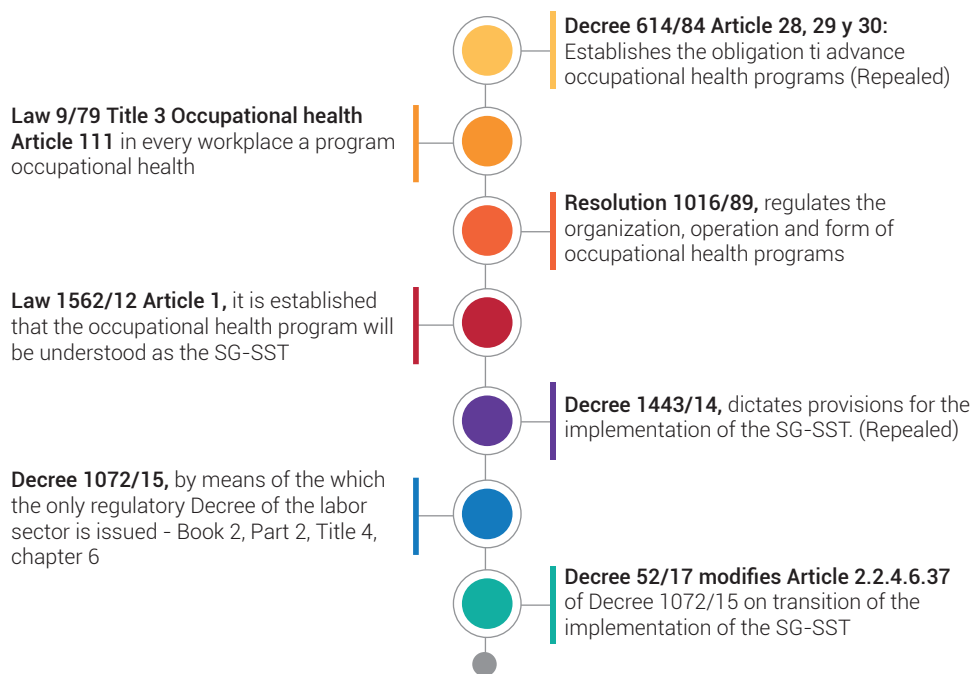 Decree 614/84 Article 28, 29 y 30:
Establishes the obligation ti advance
occupational health programs (Repealed)
Law 9/79 Title 3 Occupational health
Article 111 in every workplace a program
occupational health
Resolution 1016/89, regulates the
organization, operation and form of
occupational health programs
Law 1562/12 Article 1, it is established
that the occupational health program will
be understood as the SG-SST
Decree 1443/14, dictates provisions for the
implementation of the SG-SST. (Repealed)
Decree 1072/15, by means of the which
the only regulatory Decree of the labor
sector is issued - Book 2, Part 2, Title 4,
chapter 6
Decree 52/17 modifies Article 2.2.4.6.37
of Decree 1072/15 on transition of the
implementation of the SG-SST